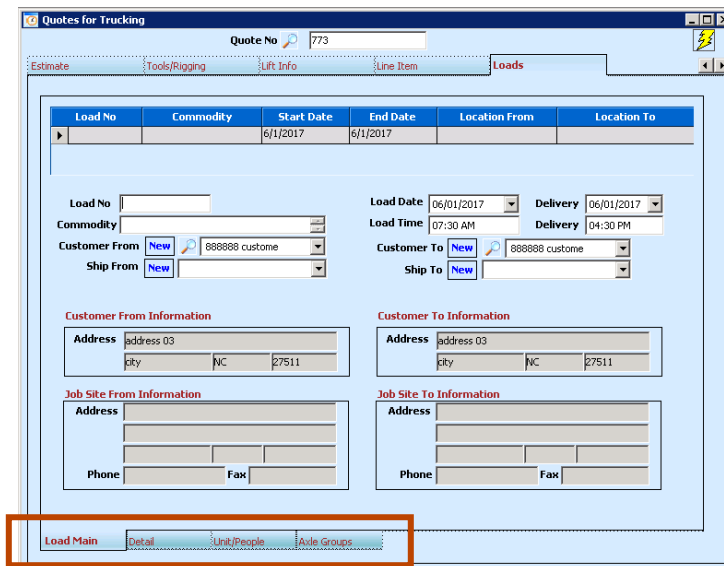 Quotes for Trucking
Quote No 773
Estimate Tools/Rigging Lift Info Line Item Loads
Load No Commodity Start Date End Date Location From Location To
6/1/2017 6/1/2017
Load No Load Date 06/01/2017 Delivery 06/01/2017
Commodity Load Time 07:30 AM Delivery 04:30 PM
Customer From New 888888 custome Customer To New 888888 custome
Ship From New Ship To New
Customer From Information Customer To Information
Address address 03 Address address 03
city NC 27511 city NC 27511
Job Site From Information Job Site To Information
Address Address
Phone Fax Phone Fax
Load Main Detail Unit/People Axle Groups